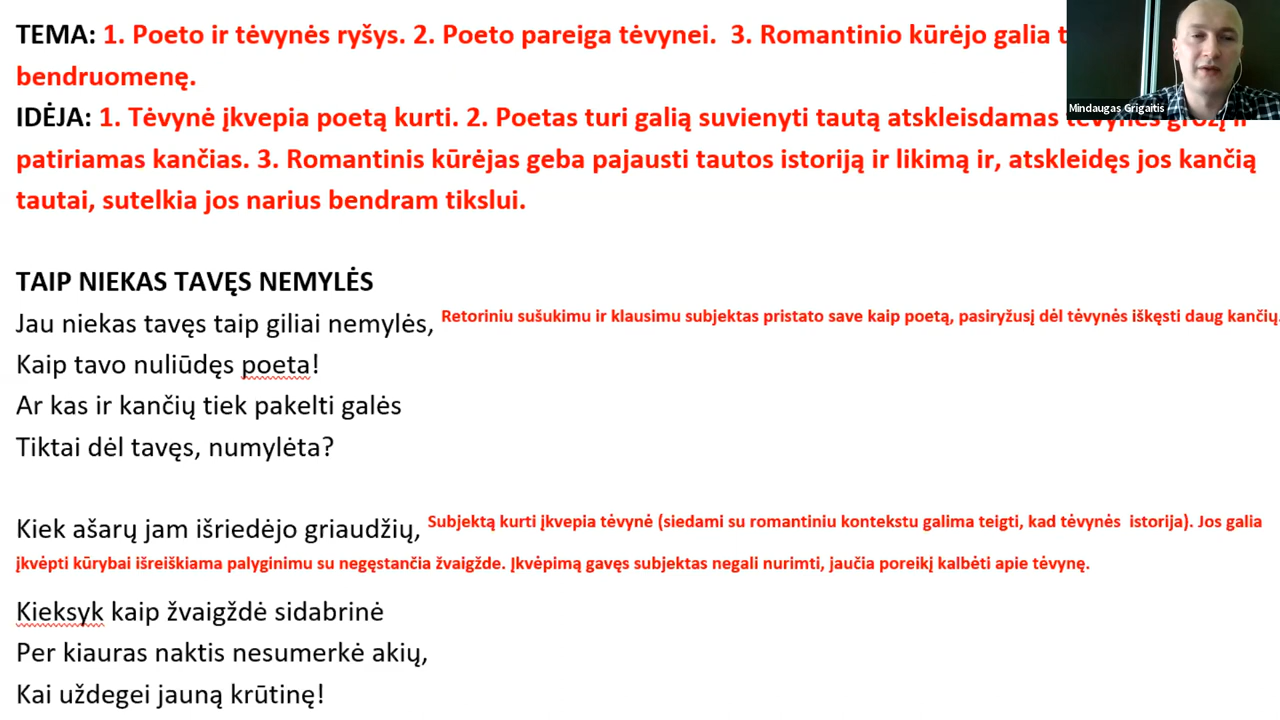 TEMA: 1. Poeto ir tėvynės ryšys. 2. Poeto pareiga tėvynei. 3. Romantinio kūrėjo galia
bendruomenę.
Mindaugas Grigaitis
IDĖJA: 1. Tėvynė įkvepia poetą kurti. 2. Poetas turi galią suvienyti tautą atskleisdamas tėvynės grožį ir
patiriamas kančias. 3. Romantinis kūrėjas geba pajausti tautos istoriją ir likimą ir, atskleidęs jos kančią
tautai, sutelkia jos narius bendram tikslui.
TAIP NIEKAS TAVĘS NEMYLĖS
Jau niekas tavęs taip giliai nemylės, Retoriniu sušukimu ir klausimu subjektas pristato save kaip poetą, pasiryžusį dėl tėvynės iškęsti daug kančių.
Kaip tavo nuliūdęs poeta!
Ar kas ir kančių tiek pakelti galės
Tiktai dėl tavęs, numylėta?
Kiek ašarų jam išriedėjo griaudžių, Subjektą kurti įkvepia tėvynė (siedami su romantiniu kontekstu galima teigti, kad tėvynės istorija). Jos galia
įkvėpti kūrybai išreiškiama palyginimu su negęstančia žvaigžde. Įkvėpimą gavęs subjektas negali nurimti, jaučia poreikį kalbėti apie tėvynę.
Kieksyk kaip žvaigždė sidabrinė
Per kiauras naktis nesumerkė akių,
Kai uždegei jauną krūtinę!